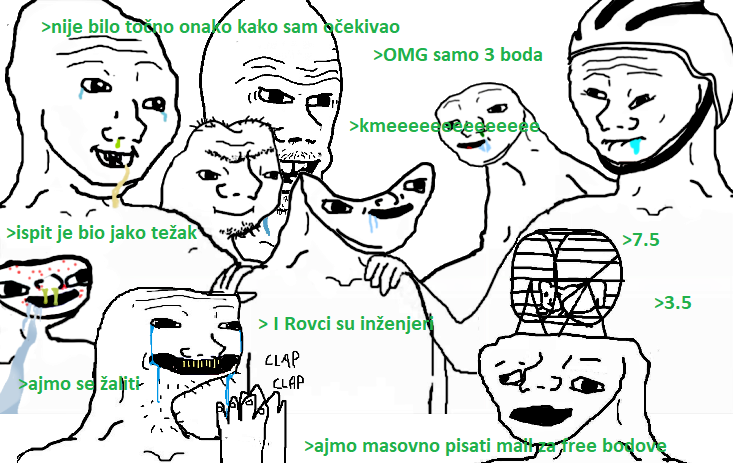 >nije bilo točno onako kako sam očekivao
>OMG samo 3 boda
>kmeeeeeeeeeeeeee
>ispit je bio jako težak
>7.5
>3.5
> I Rovci su inženjeri
CLAP
CLAP
>ajmo se žaliti
>ajmo masovno pisati mail za free bodove